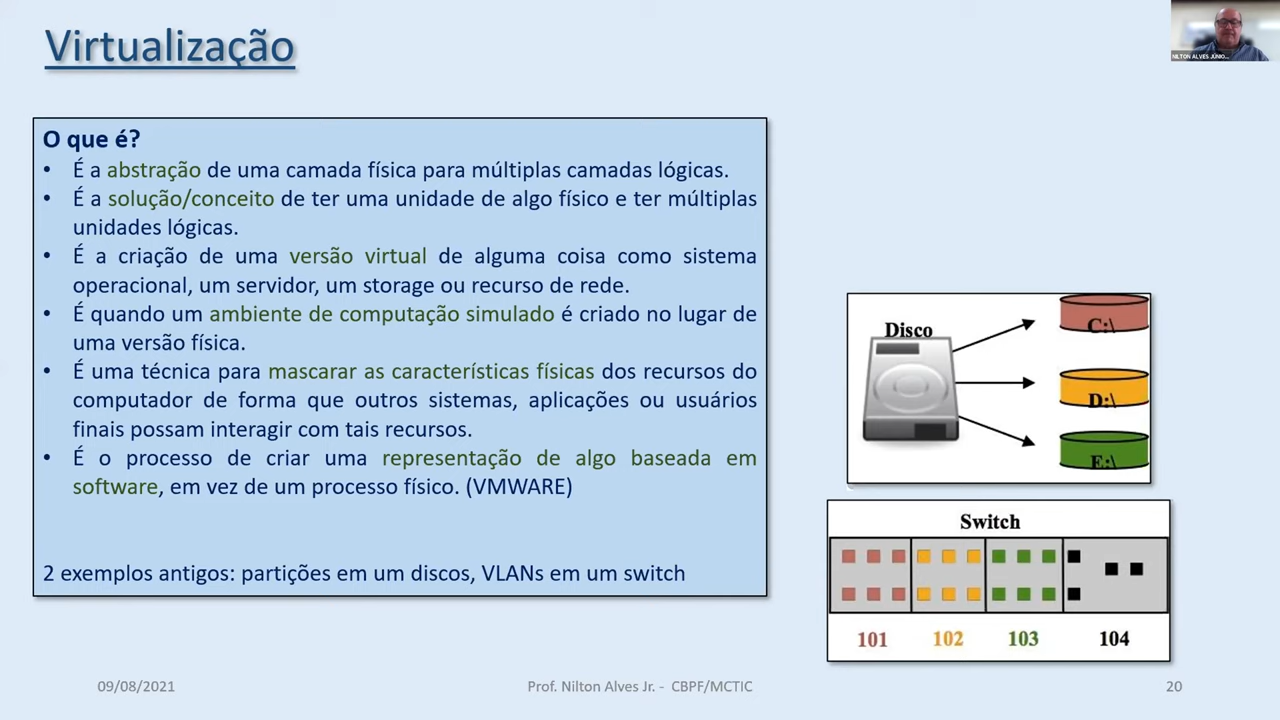 Virtualização
NILTON ALVES JÚNIO...
O que é?
• É a abstração de uma camada física para múltiplas camadas lógicas.
• É a solução/conceito de ter uma unidade de algo físico e ter múltiplas
unidades lógicas.
• É a criação de uma versão virtual de alguma coisa como sistema
operacional, um servidor, um storage ou recurso de rede.
• É quando um ambiente de computação simulado é criado no lugar de
uma versão física.
• É uma técnica para mascarar as características físicas dos recursos do
computador de forma que outros sistemas, aplicações ou usuários
finais possam interagir com tais recursos.
• É o processo de criar uma representação de algo baseada em
software, em vez de um processo físico. (VMWARE)
2 exemplos antigos: partições em um discos, VLANs em um switch
Disco
C:\
D:\
E:\
Switch
101 102 103 104
09/08/2021 Prof. Nilton Alves Jr. - CBPF/MCTIC 20